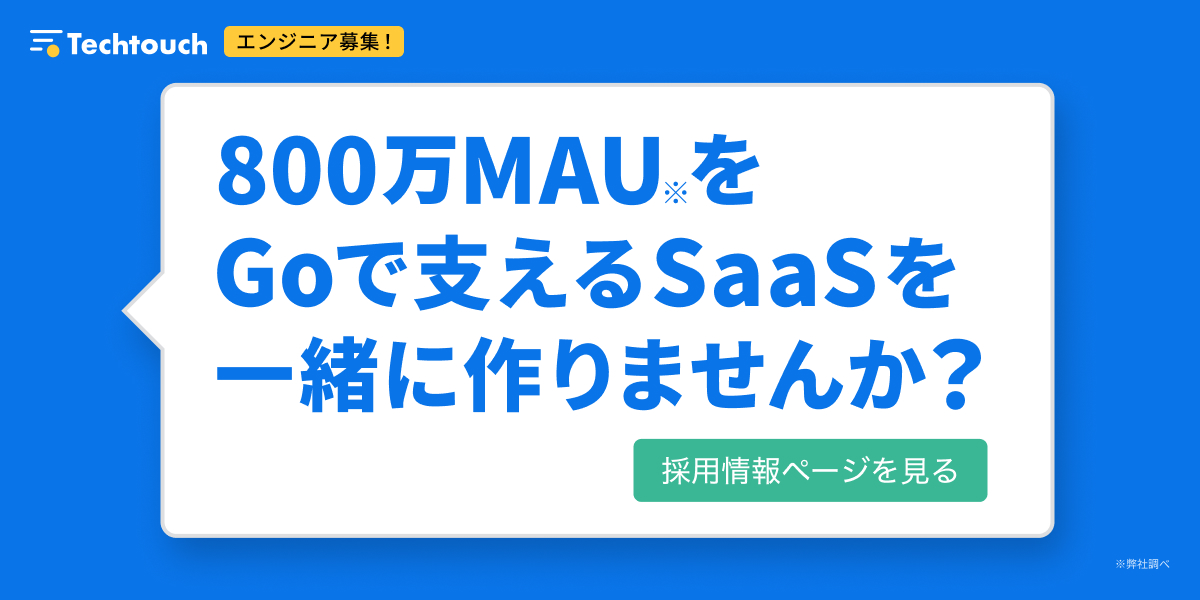 Techtouch エンジニア募集！
800万MAU※を
Goで支えるSaaSを
一緒に作りませんか？
採用情報ページを見る
※弊社調べ